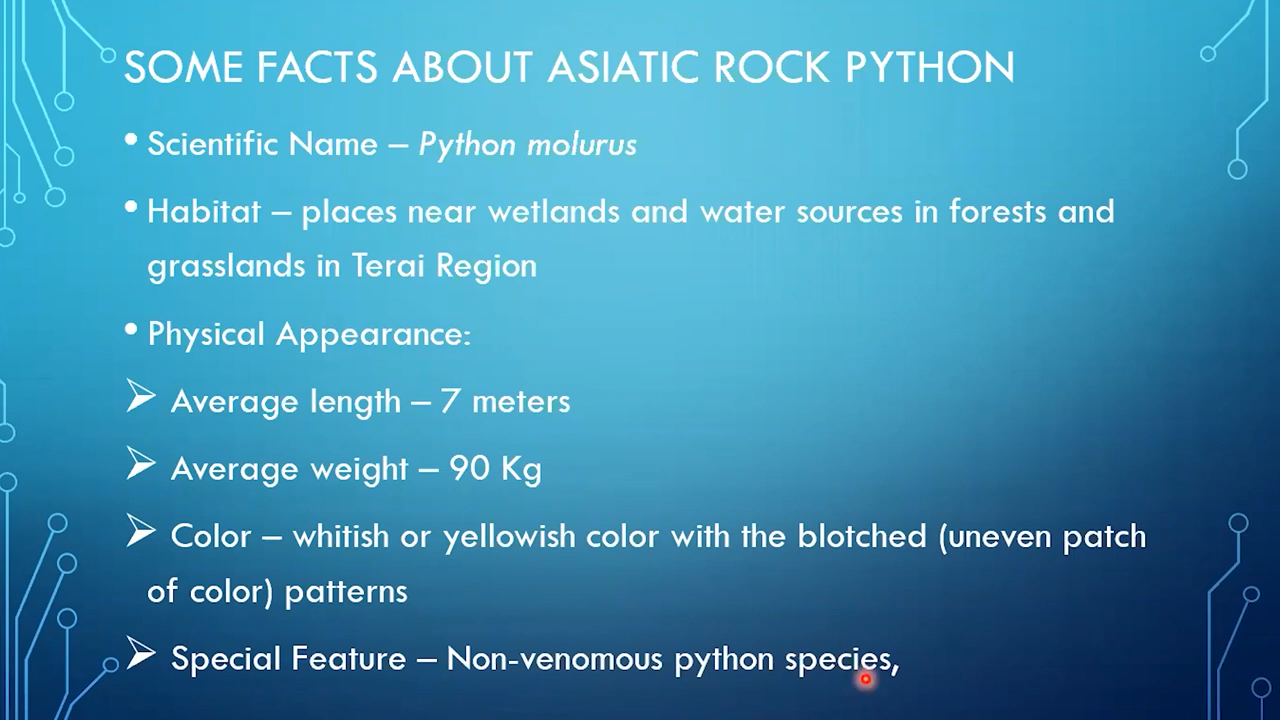 SOME FACTS ABOUT ASIATIC ROCK PYTHON
• Scientific Name – Python molurus
• Habitat – places near wetlands and water sources in forests and
grasslands in Terai Region
• Physical Appearance:
➢ Average length – 7 meters
➢ Average weight – 90 Kg
➢ Color – whitish or yellowish color with the blotched (uneven patch
of color) patterns
➢ Special Feature – Non-venomous python species,